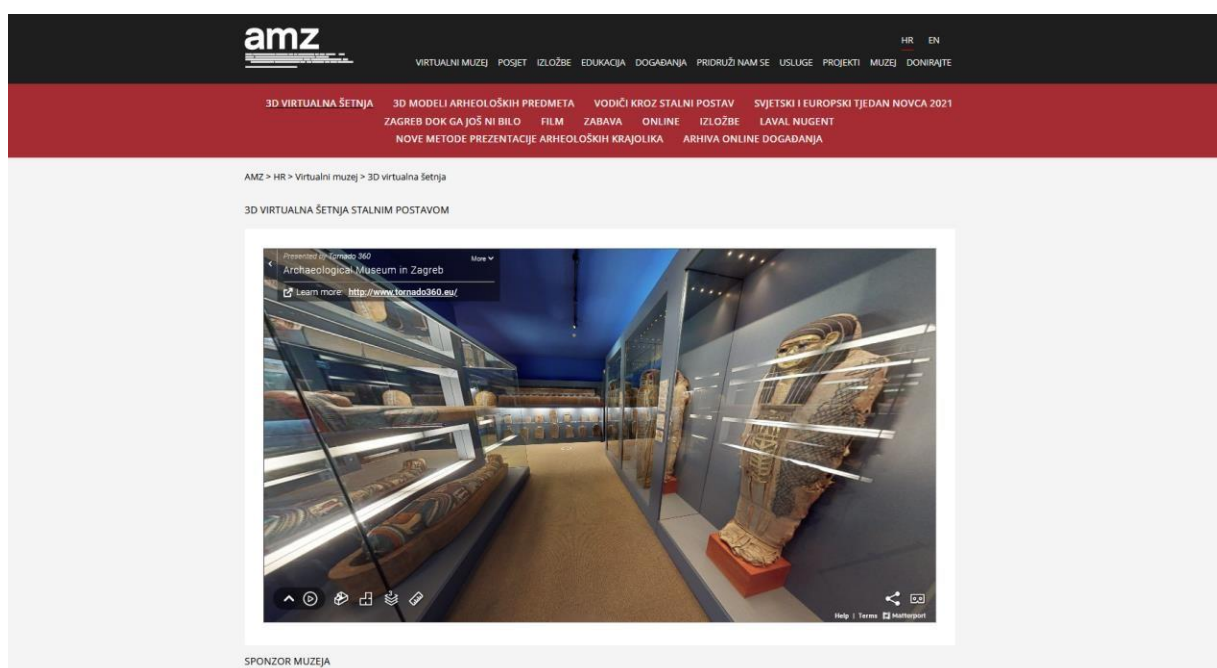 amz
HR EN
VIRTUALNI MUZEJ POSJET IZLOŽBE EDUKACIJA DOGAĐANJA PRIDRUŽI NAM SE USLUGE PROJEKTI MUZEJ DONIRAJTE
3D VIRTUALNA ŠETNJA 3D MODELI ARHEOLOŠKIH PREDMETA VODIČI KROZ STALNI POSTAV SVJETSKI I EUROPSKI TJEDAN NOVCA 2021
ZAGREB DOK GA JOŠ NI BILO FILM ZABAVA ONLINE IZLOŽBE LAVAL NUGENT
NOVE METODE PREZENTACIJE ARHEOLOŠKIH KRAJOLIKA ARHIVA ONLINE DOGAĐANJA
AMZ > HR > Virtualni muzej > 3D virtualna šetnja
3D VIRTUALNA ŠETNJA STALNIM POSTAVOM
Presented by Tornado 360 More
Archaeological Museum in Zagreb
Learn more: http://www.tornado360.eu/
Help | Terms Matterport
SPONZOR MUZEJA